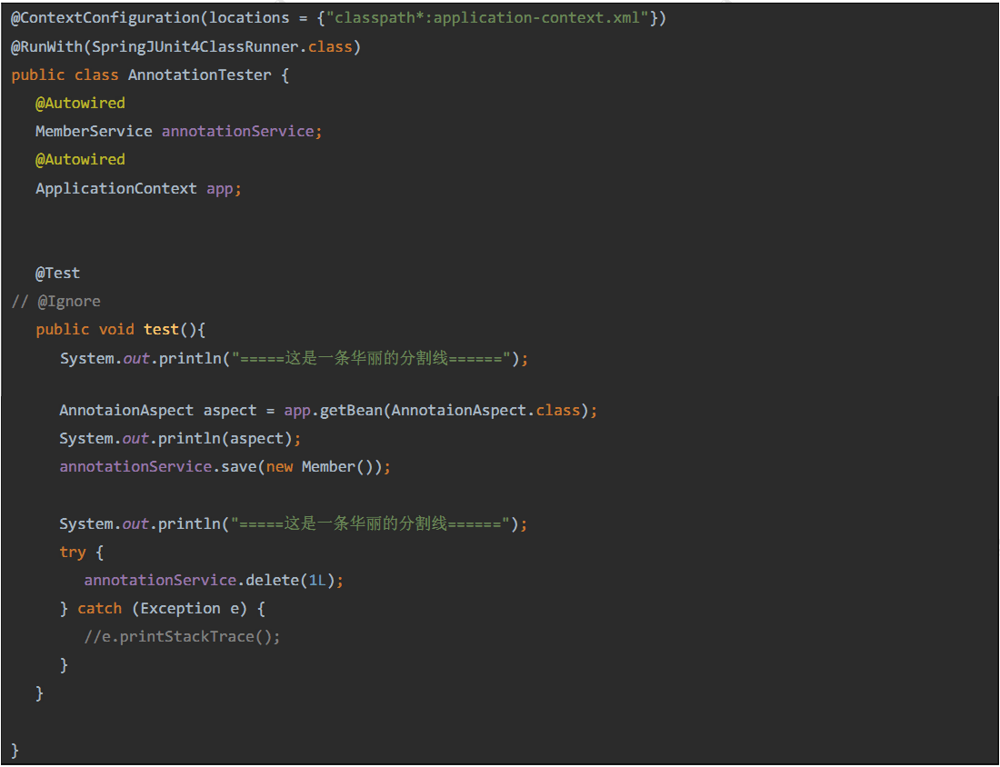 @ContextConfiguration(locations = {"classpath*:application-context.xml"})
@RunWith(SpringJUnit4ClassRunner.class)
public class AnnotationTester {
@Autowired
MemberService annotationService;
@Autowired
ApplicationContext app;
@Test
// @Ignore
public void test(){
System.out.println("=====这是一条华丽的分割线======");
AnnotaionAspect aspect = app.getBean(AnnotaionAspect.class);
System.out.println(aspect);
annotationService.save(new Member());
System.out.println("=====这是一条华丽的分割线======");
try {
annotationService.delete(1L);
} catch (Exception e) {
//e.printStackTrace();
}
}
}